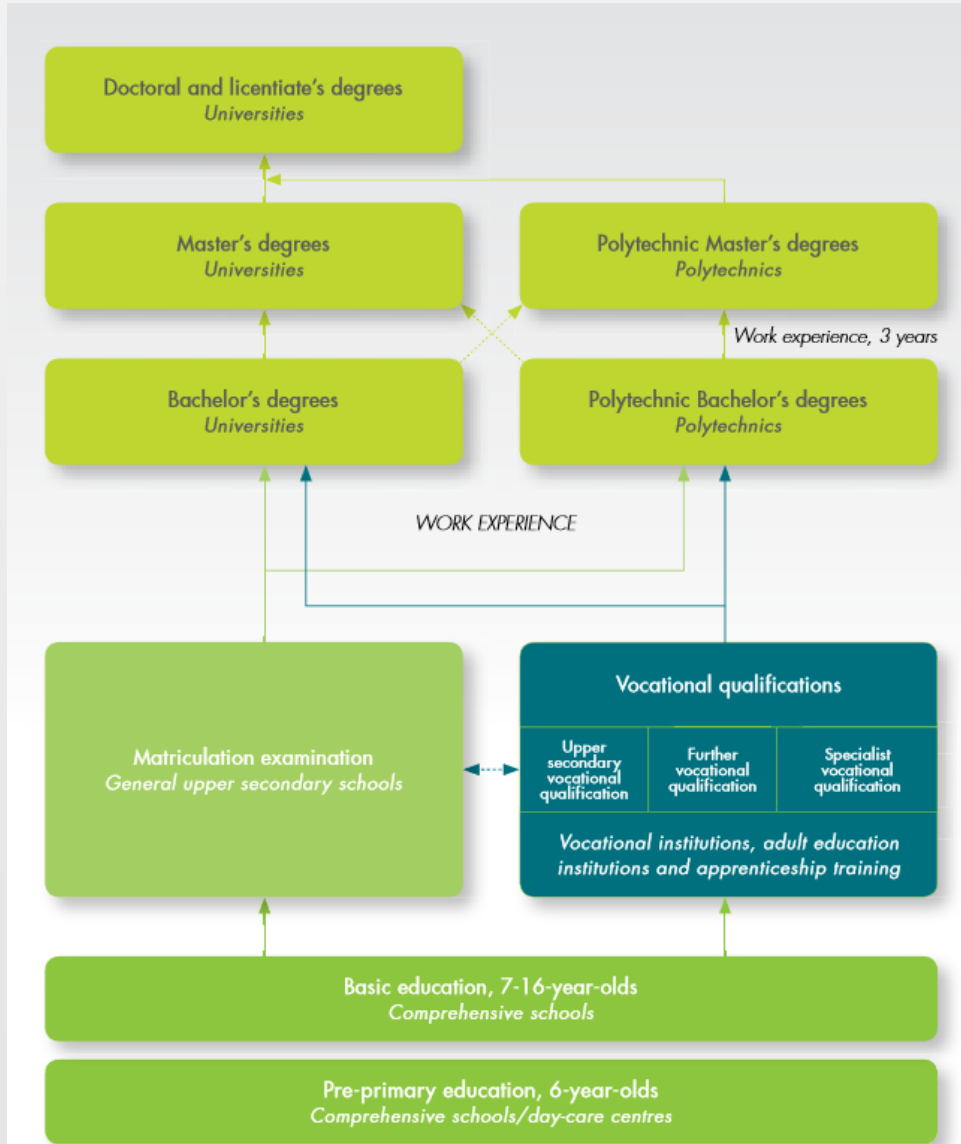 Doctoral and licentiate's degrees
Universities
Master's degrees
Universities
Polytechnic Master's degrees
Polytechnics
Work experience, 3 years
Bachelor's degrees
Universities
Polytechnic Bachelor's degrees
Polytechnics
WORK EXPERIENCE
Matriculation examination
General upper secondary schools
Vocational qualifications
Upper
secondary
vocational
qualification
Further
vocational
qualification
Specialist
vocational
qualification
Vocational institutions, adult education
institutions and apprenticeship training
Basic education, 7-16-year-olds
Comprehensive schools
Pre-primary education, 6-year-olds
Comprehensive schools/day-care centres